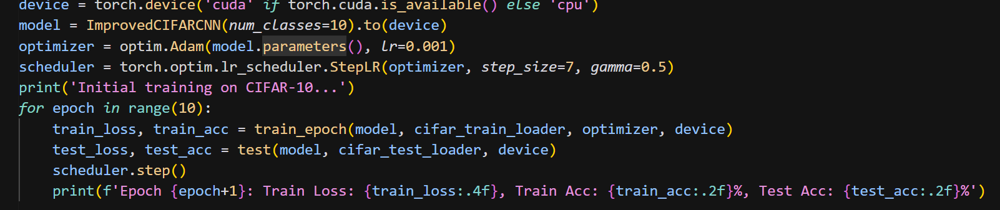 device = torch.device('cuda' if torch.cuda.is_available() else 'cpu')
model = ImprovedCIFARCNN(num_classes=10).to(device)
optimizer = optim.Adam(model.parameters(), lr=0.001)
scheduler = torch.optim.lr_scheduler.StepLR(optimizer, step_size=7, gamma=0.5)
print('Initial training on CIFAR-10...')
for epoch in range(10):
    train_loss, train_acc = train_epoch(model, cifar_train_loader, optimizer, device)
    test_loss, test_acc = test(model, cifar_test_loader, device)
    scheduler.step()
    print(f'Epoch {epoch+1}: Train Loss: {train_loss:.4f}, Train Acc: {train_acc:.2f}%, Test Acc: {test_acc:.2f}%')